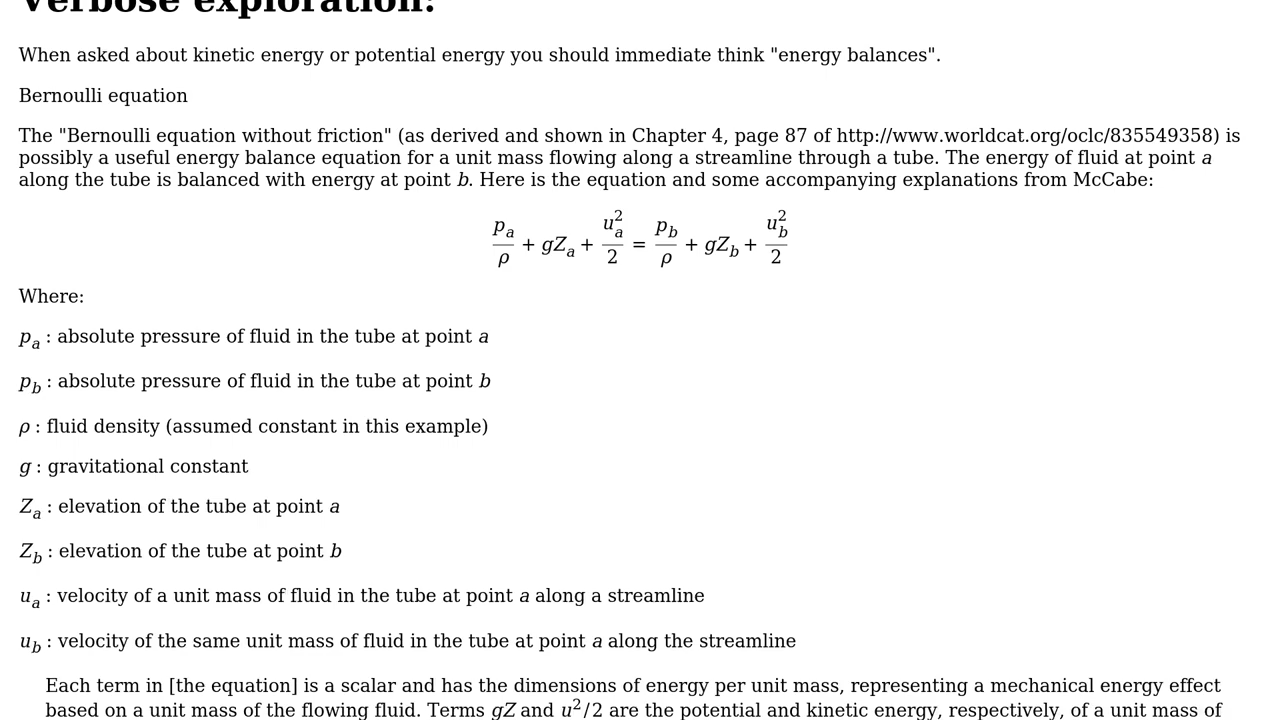 Verbose exploration:
When asked about kinetic energy or potential energy you should immediate think "energy balances".
Bernoulli equation
The "Bernoulli equation without friction" (as derived and shown in Chapter 4, page 87 of http://www.worldcat.org/oclc/835549358) is
possibly a useful energy balance equation for a unit mass flowing along a streamline through a tube. The energy of fluid at point a
along the tube is balanced with energy at point b. Here is the equation and some accompanying explanations from McCabe:
p_a/ρ + gZ_a + u_a^2/2 = p_b/ρ + gZ_b + u_b^2/2
Where:
p_a : absolute pressure of fluid in the tube at point a
p_b : absolute pressure of fluid in the tube at point b
ρ : fluid density (assumed constant in this example)
g : gravitational constant
Z_a : elevation of the tube at point a
Z_b : elevation of the tube at point b
u_a : velocity of a unit mass of fluid in the tube at point a along a streamline
u_b : velocity of the same unit mass of fluid in the tube at point a along the streamline
Each term in [the equation] is a scalar and has the dimensions of energy per unit mass, representing a mechanical energy effect
based on a unit mass of the flowing fluid. Terms gZ and u^2/2 are the potential and kinetic energy, respectively, of a unit mass of